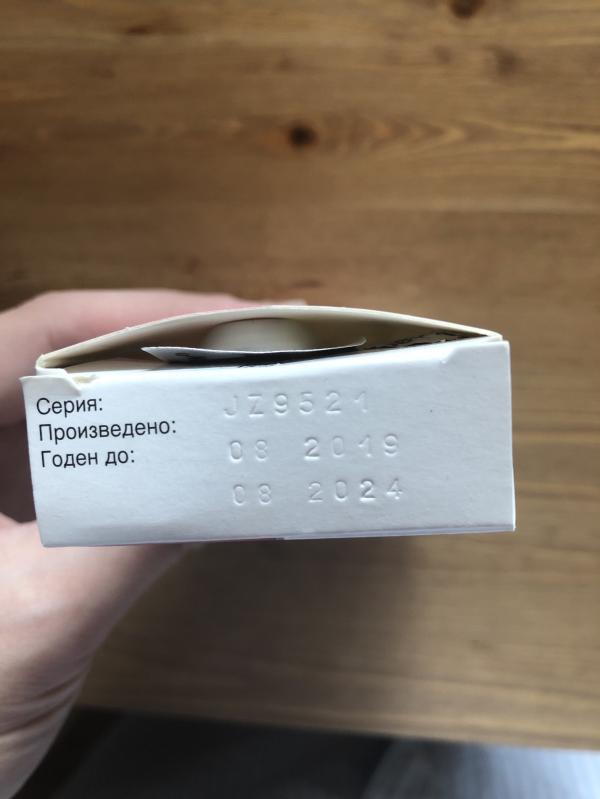 Серия: JZ9521
Произведено: 08 2019
Годен до: 08 2024